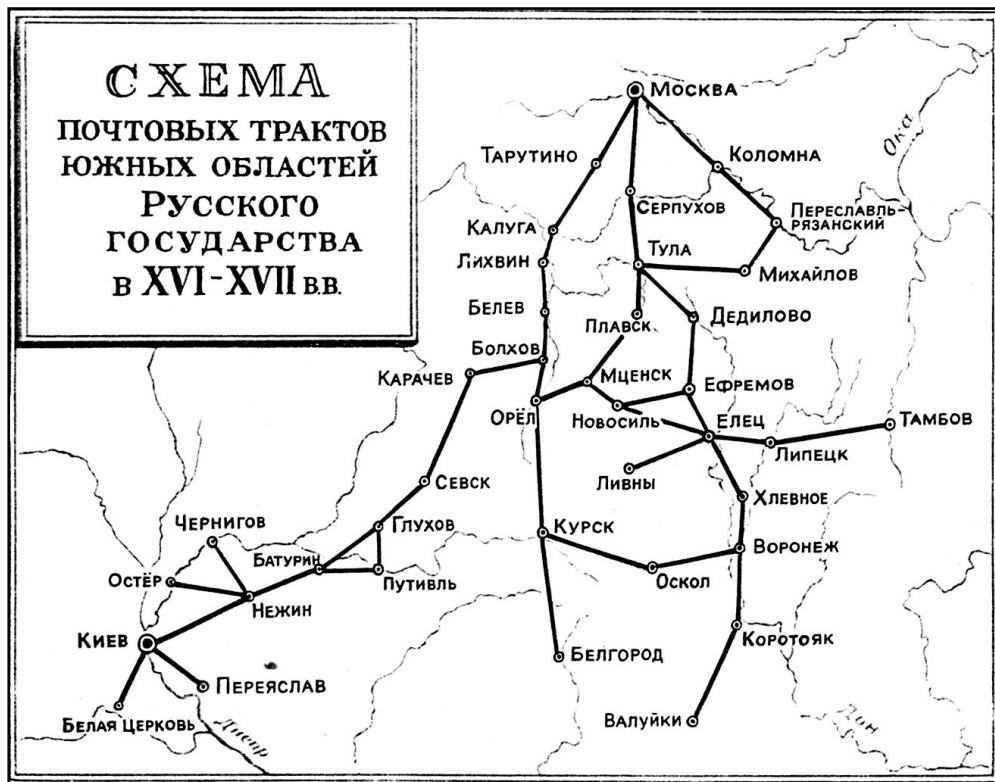 СХЕМА
ПОЧТОВЫХ ТРАКТОВ
ЮЖНЫХ ОБЛАСТЕЙ
РУССКОГО
ГОСУДАРСТВА
В XVI-XVII В.В.
МОСКВА
ТАРУТИНО
КОЛОМНА
Ока
СЕРПУХОВ
ПЕРЕСЛАВЛЬ-
РЯЗАНСКИЙ
КАЛУГА
ТУЛА
ЛИХВИН
МИХАЙЛОВ
БЕЛЕВ
ПЛАВСК
ДЕДИЛОВО
БОЛХОВ
КАРАЧЕВ
МЦЕНСК
ЕФРЕМОВ
ОРЁЛ
НОВОСИЛЬ
ЕЛЕЦ
ТАМБОВ
ЛИПЕЦК
ЛИВНЫ
СЕВСК
ХЛЕВНОЕ
ЧЕРНИГОВ
ГЛУХОВ
КУРСК
ВОРОНЕЖ
БАТУРИН
ОСТЁР
ПУТИВЛЬ
ОСКОЛ
НЕЖИН
КИЕВ
КОРОТОЯК
БЕЛГОРОД
ПЕРЕЯСЛАВ
БЕЛАЯ ЦЕРКОВЬ
Днепр
ВАЛУЙКИ
Дон